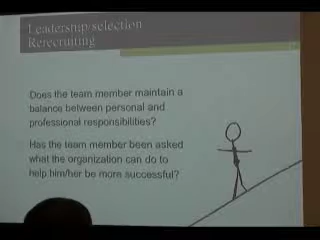 Leadership/selection
Rerecruiting
Does the team member maintain a
balance between personal and
professional responsibilities?
Has the team member been asked
what the organization can do to
help him/her be more successful?